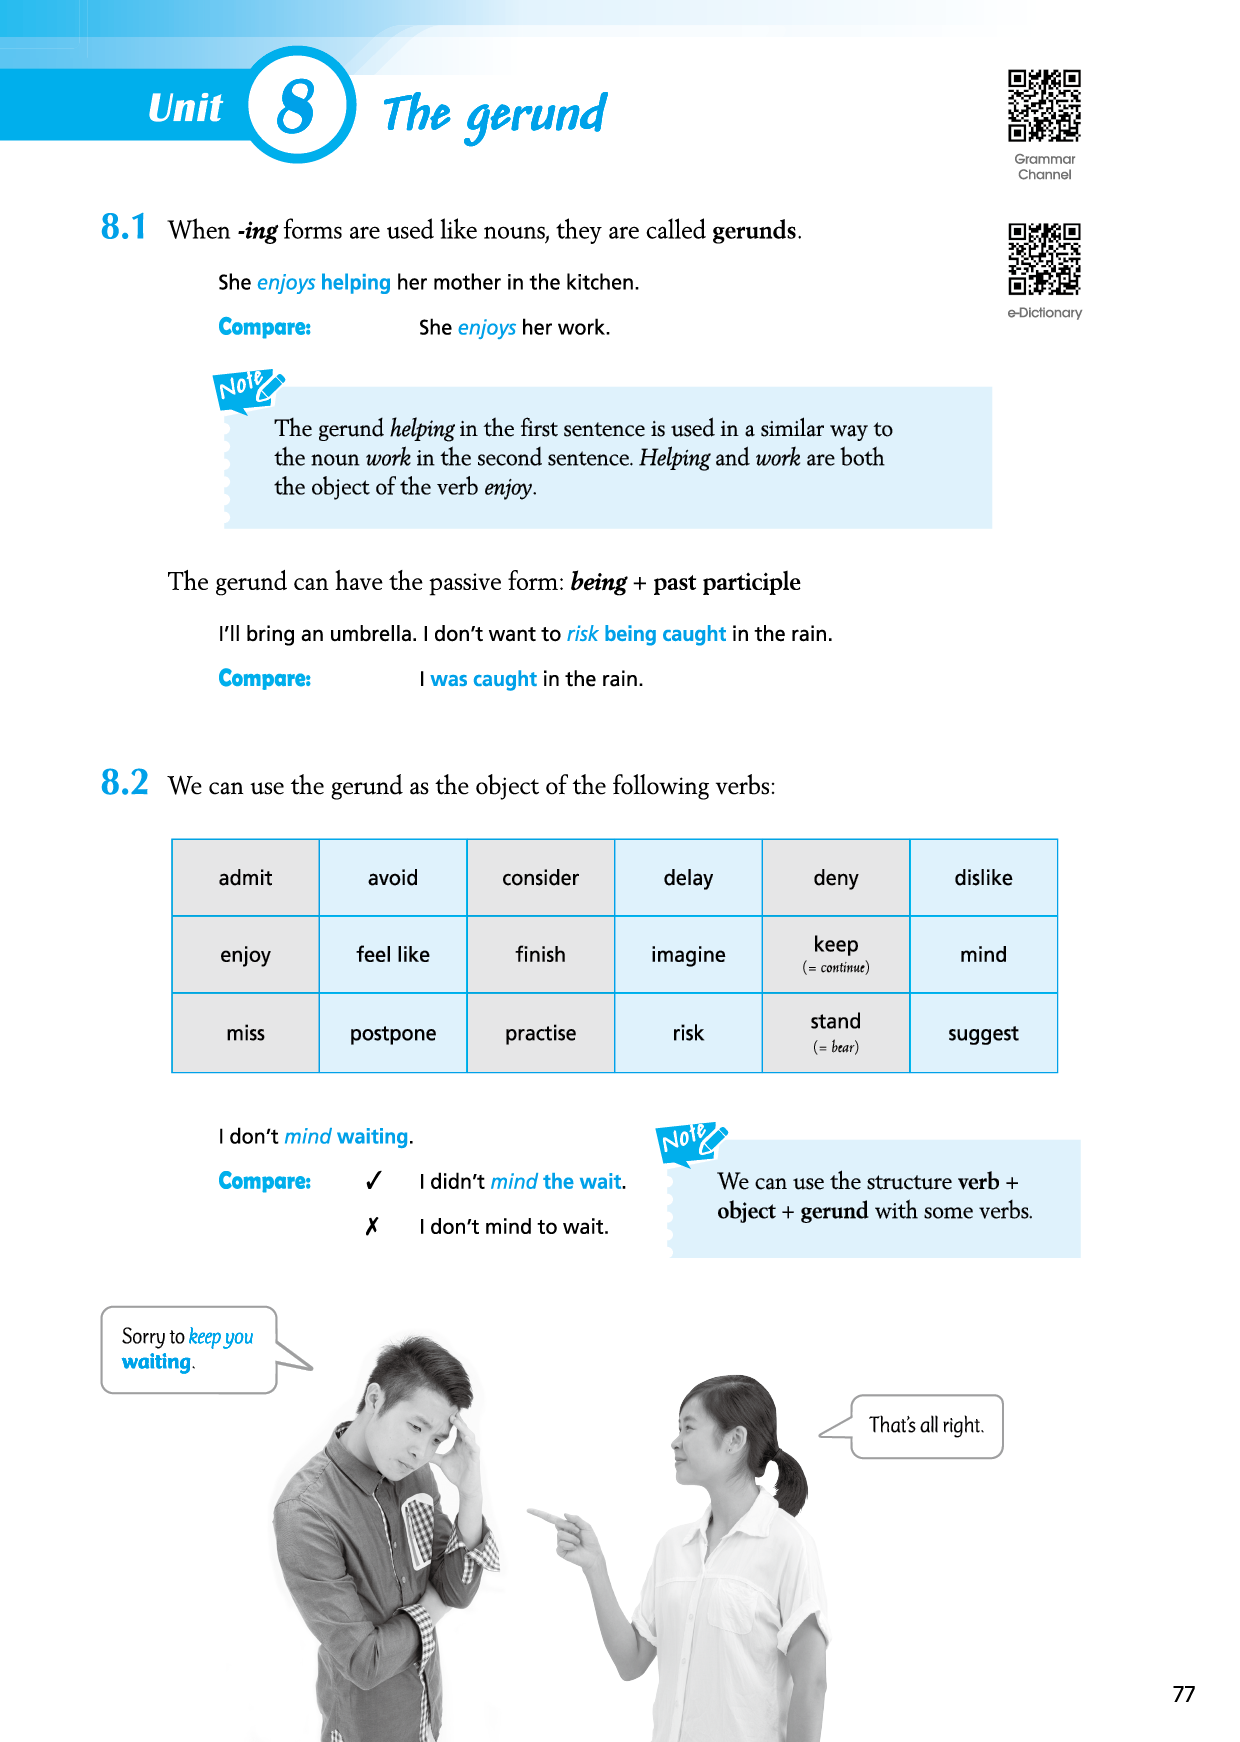 Unit 8 The gerund
Grammar
Channel
8.1 When -ing forms are used like nouns, they are called gerunds.
She enjoys helping her mother in the kitchen.
e-Dictionary
Compare: She enjoys her work.
Note
The gerund helping in the first sentence is used in a similar way to
the noun work in the second sentence. Helping and work are both
the object of the verb enjoy.
The gerund can have the passive form: being + past participle
I'll bring an umbrella. I don't want to risk being caught in the rain.
Compare: I was caught in the rain.
8.2 We can use the gerund as the object of the following verbs:
admit avoid consider delay deny dislike
enjoy feel like finish imagine keep (= continue) mind
miss postpone practise risk stand (= bear) suggest
I don't mind waiting.
Compare: ✓ I didn't mind the wait.
✗ I don't mind to wait.
Note
We can use the structure verb +
object + gerund with some verbs.
Sorry to keep you
waiting.
That's all right.
77